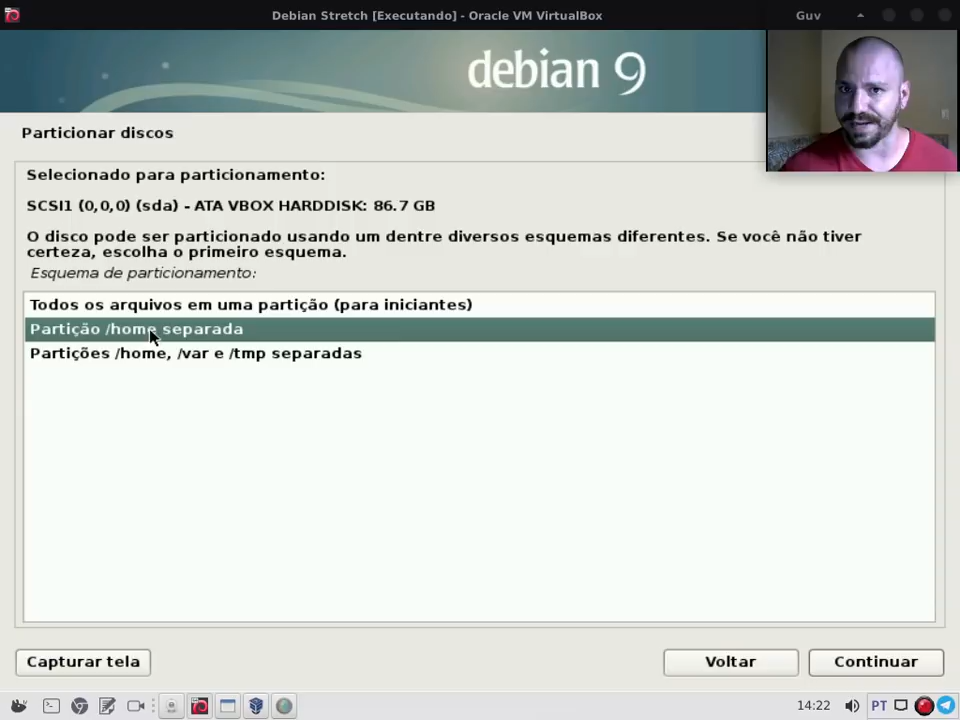 Debian Stretch [Executando] - Oracle VM VirtualBox
Guv
debian 9
Particionar discos
Selecionado para particionamento:
SCSI1 (0,0,0) (sda) - ATA VBOX HARDDISK: 86.7 GB
O disco pode ser particionado usando um dentre diversos esquemas diferentes. Se você não tiver
certeza, escolha o primeiro esquema.
Esquema de particionamento:
Todos os arquivos em uma partição (para iniciantes)
Partição /home separada
Partições /home, /var e /tmp separadas
Capturar tela
Voltar
Continuar
14:22
PT